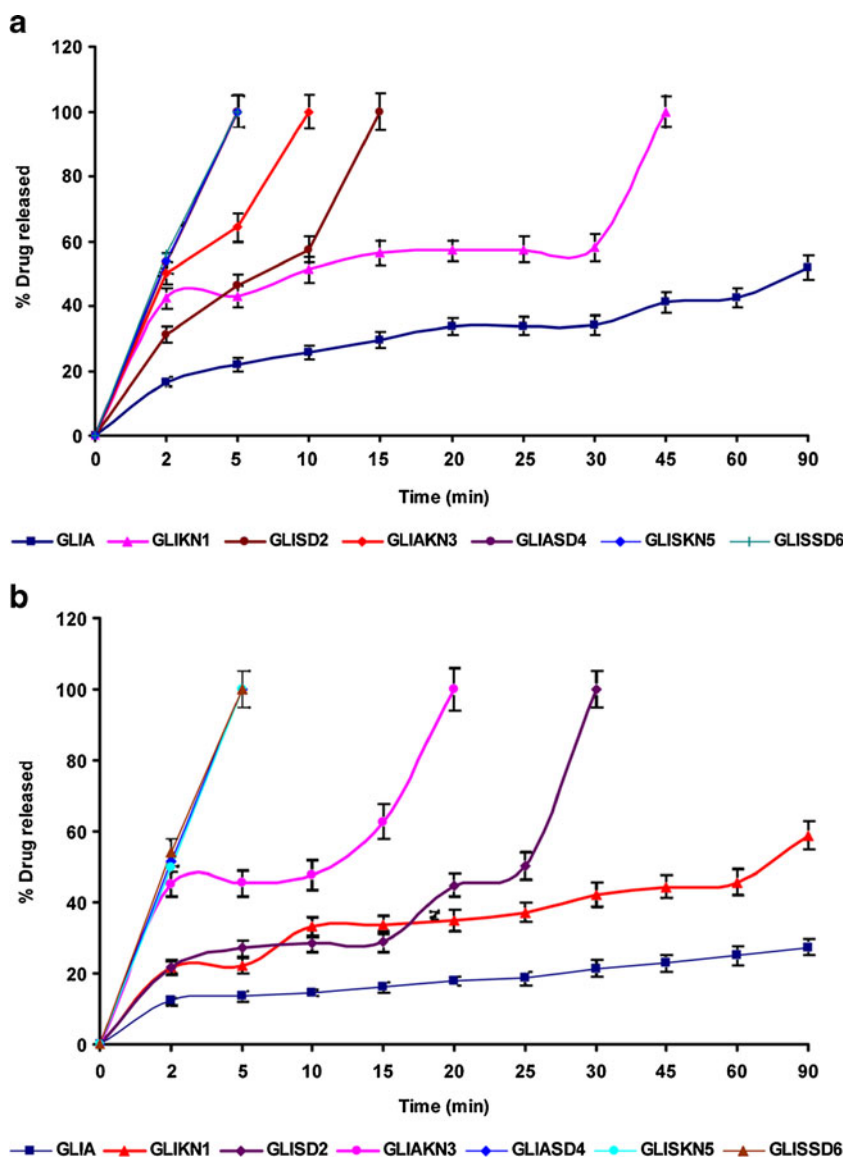 a
120
100
80
60
40
20
0
% Drug released
0 2 5 10 15 20 25 30 45 60 90
Time (min)
GLIA GLIKN1 GLISD2 GLIAKN3 GLIASD4 GLISKN5 GLISSD6
b
120
100
80
60
40
20
0
% Drug released
0 2 5 10 15 20 25 30 45 60 90
Time (min)
GLIA GLIKN1 GLISD2 GLIAKN3 GLIASD4 GLISKN5 GLISSD6